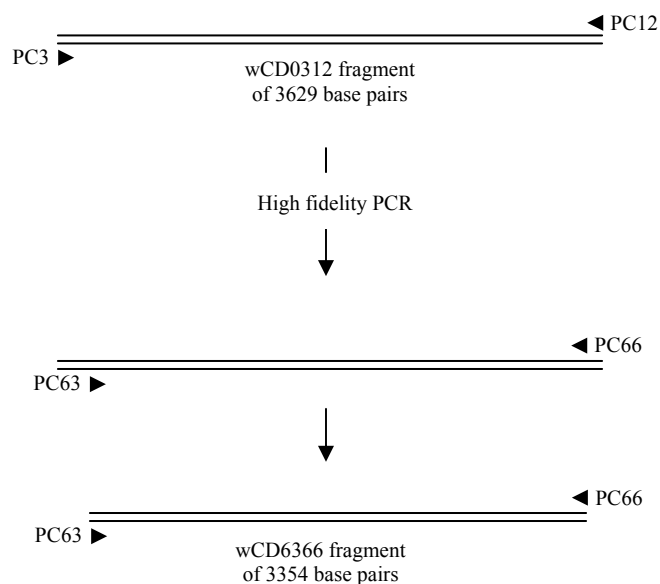 PC12
PC3
wCD0312 fragment
of 3629 base pairs
High fidelity PCR
PC66
PC63
PC66
PC63
wCD6366 fragment
of 3354 base pairs